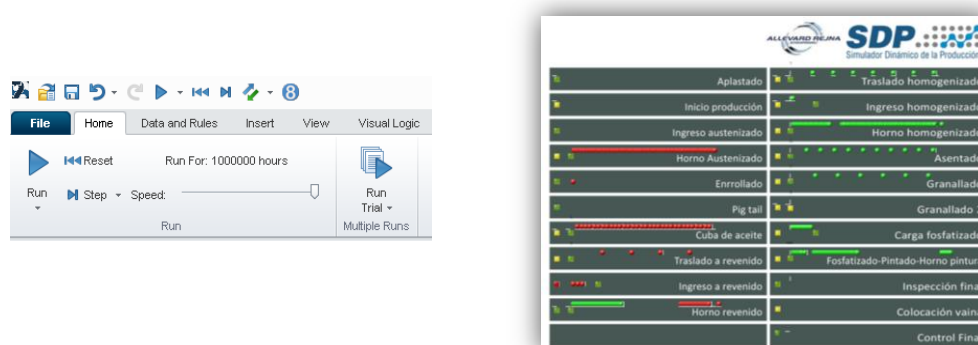 File Home Data and Rules Insert View Visual Logic
Reset Run For: 1000000 hours
Run Step Speed: Run Trial
Run Multiple Runs
ALLEVARD REJNA SDP
Simulador Dinámico de la Producción
Aplastado Traslado homogenizado
Inicio producción Ingreso homogenizado
Ingreso austenizado Horno homogenizado
Horno Austenizado Asentado
Enrrollado Granallado
Pig tail Granallado
Cuba de aceite Carga fosfatizado
Traslado a revenido Fosfatizado-Pintado-Horno pintura
Ingreso a revenido Inspección final
Horno revenido Colocación vaina
Control Final